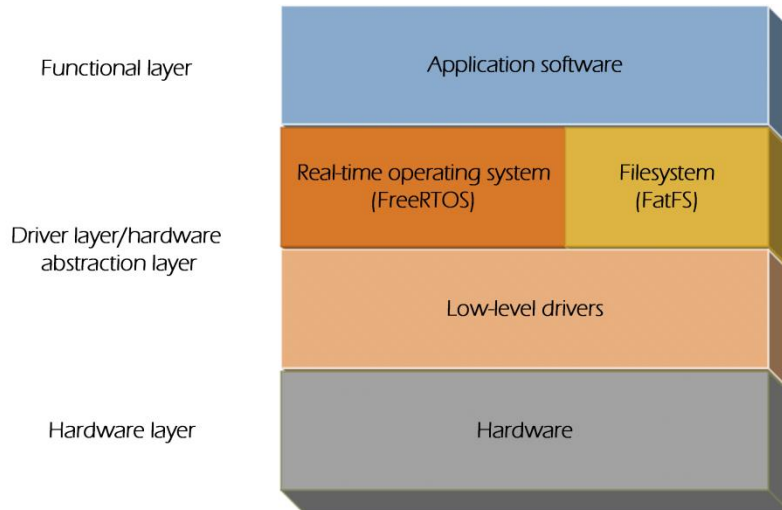 Functional layer
Application software
Real-time operating system
(FreeRTOS)
Filesystem
(FatFS)
Driver layer/hardware
abstraction layer
Low-level drivers
Hardware layer
Hardware